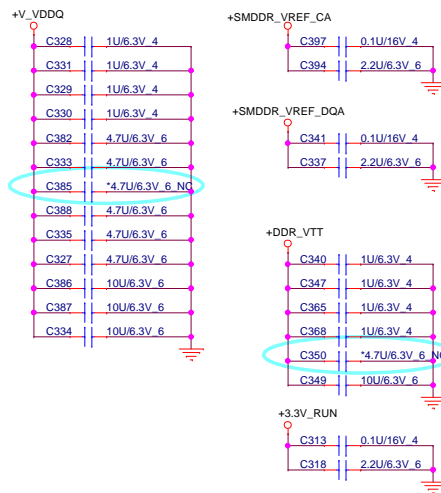 +V_VDDQ
C328 1U/6.3V_4
C331 1U/6.3V_4
C329 1U/6.3V_4
C330 1U/6.3V_4
C382 4.7U/6.3V_6
C333 4.7U/6.3V_6
C385 *4.7U/6.3V_6_NC
C388 4.7U/6.3V_6
C335 4.7U/6.3V_6
C327 4.7U/6.3V_6
C386 10U/6.3V_6
C387 10U/6.3V_6
C334 10U/6.3V_6
+SMDDR_VREF_CA
C397 0.1U/16V_4
C394 2.2U/6.3V_6
+SMDDR_VREF_DQA
C341 0.1U/16V_4
C337 2.2U/6.3V_6
+DDR_VTT
C340 1U/6.3V_4
C347 1U/6.3V_4
C365 1U/6.3V_4
C368 1U/6.3V_4
C350 *4.7U/6.3V_6_NC
C349 10U/6.3V_6
+3.3V_RUN
C313 0.1U/16V_4
C318 2.2U/6.3V_6